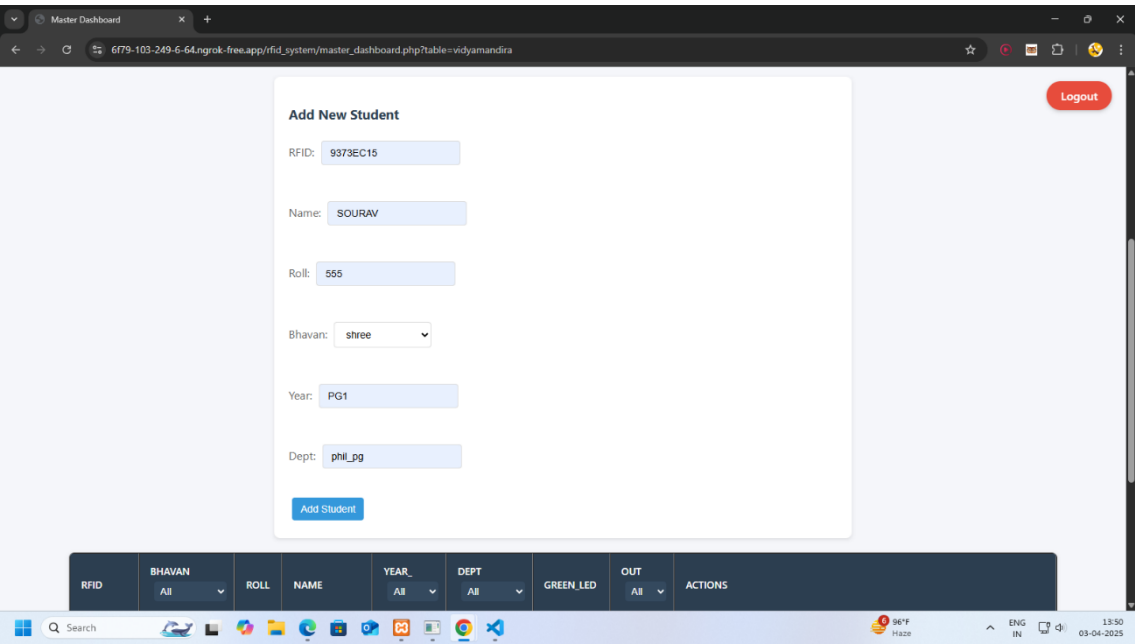 Master Dashboard
6f79-103-249-6-64.ngrok-free.app/rfid_system/master_dashboard.php?table=vidyamandira
Logout
Add New Student
RFID: 9373EC15
Name: SOURAV
Roll: 555
Bhavan: shree
Year: PG1
Dept: phil_pg
Add Student
RFID BHAVAN All ROLL NAME YEAR_ All DEPT All GREEN_LED OUT All ACTIONS
Search
6 96°F
Haze
ENG
IN
13:50
03-04-2025